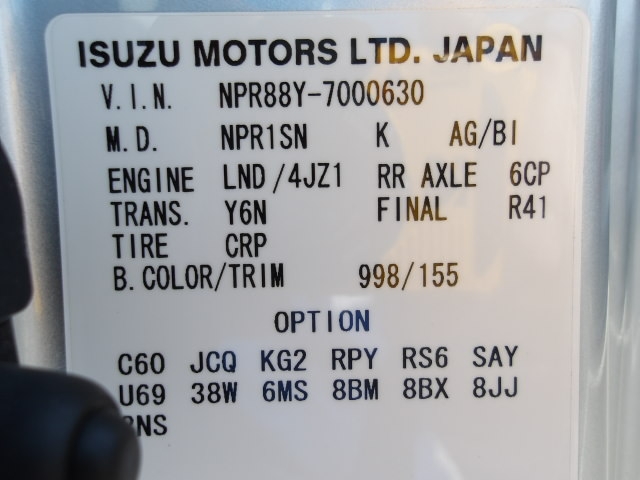 ISUZU MOTORS LTD. JAPAN
V.I.N. NPR88Y-7000630
M.D. NPR1SN K AG/BI
ENGINE LND/4JZ1 RR AXLE 6CP
TRANS. Y6N FINAL R41
TIRE CRP
B.COLOR/TRIM 998/155
OPTION
C60 JCQ KG2 RPY RS6 SAY
U69 38W 6MS 8BM 8BX 8JJ